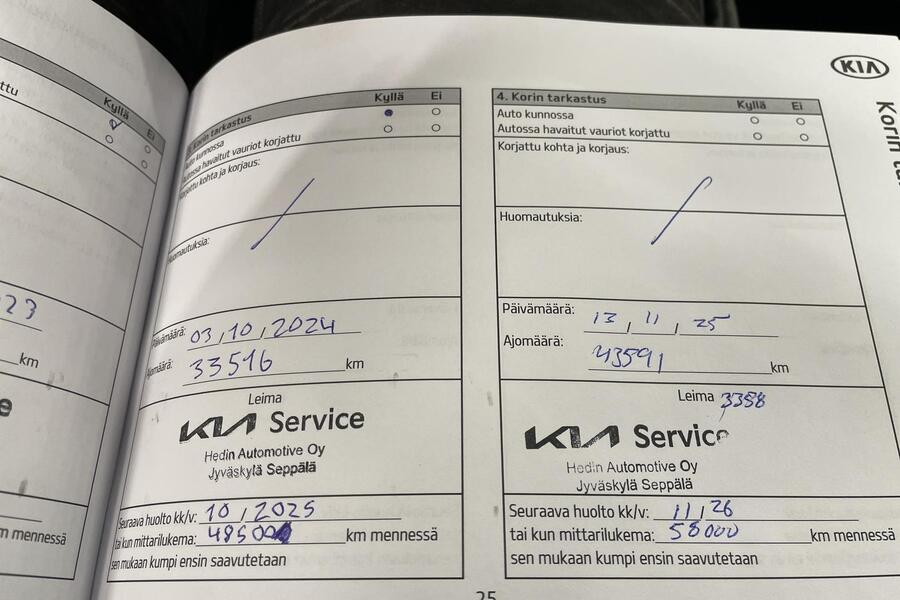 ttu
Kyllä Ei
23
km
e
m mennessä
Korin tarkastus Kyllä Ei
Auto kunnossa
Autossa havaitut vauriot korjattu
Korjattu kohta ja korjaus:
Huomautuksia:
Päivämäärä: 03, 10, 2024
Ajomäärä: 33516 km
Leima
KIA Service
Hedin Automotive Oy
Jyväskylä Seppälä
Seuraava huolto kk/v: 10, 2025
tai kun mittarilukema: 48500 km mennessä
sen mukaan kumpi ensin saavutetaan
KIA
4. Korin tarkastus Kyllä Ei
Auto kunnossa
Autossa havaitut vauriot korjattu
Korjattu kohta ja korjaus:
Huomautuksia:
Päivämäärä: 13, 11, 25
Ajomäärä: 43591 km
Leima 3358
KIA Service
Hedin Automotive Oy
Jyväskylä Seppälä
Seuraava huolto kk/v: 11, 26
tai kun mittarilukema: 58000 km mennessä
sen mukaan kumpi ensin saavutetaan
Korin ta
25